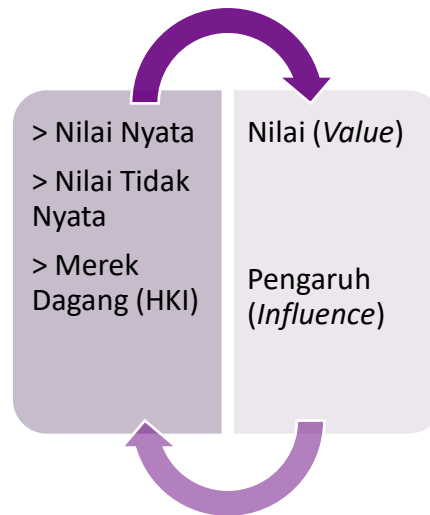 > Nilai Nyata
> Nilai Tidak
Nyata
> Merek
Dagang (HKI)
Nilai (Value)
Pengaruh
(Influence)